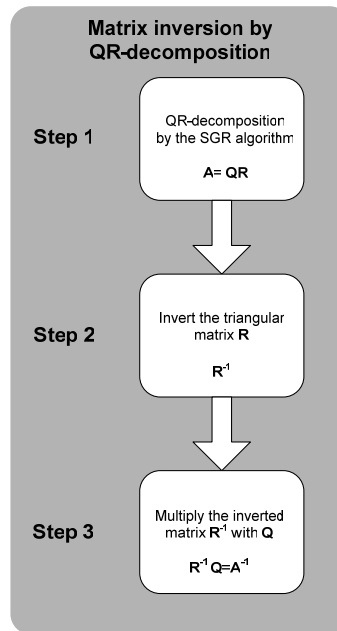 Matrix inversion by
QR-decomposition
Step 1
QR-decomposition
by the SGR algorithm
A= QR
Step 2
Invert the triangular
matrix R
R⁻¹
Step 3
Multiply the inverted
matrix R⁻¹ with Q
R⁻¹ Q=A⁻¹